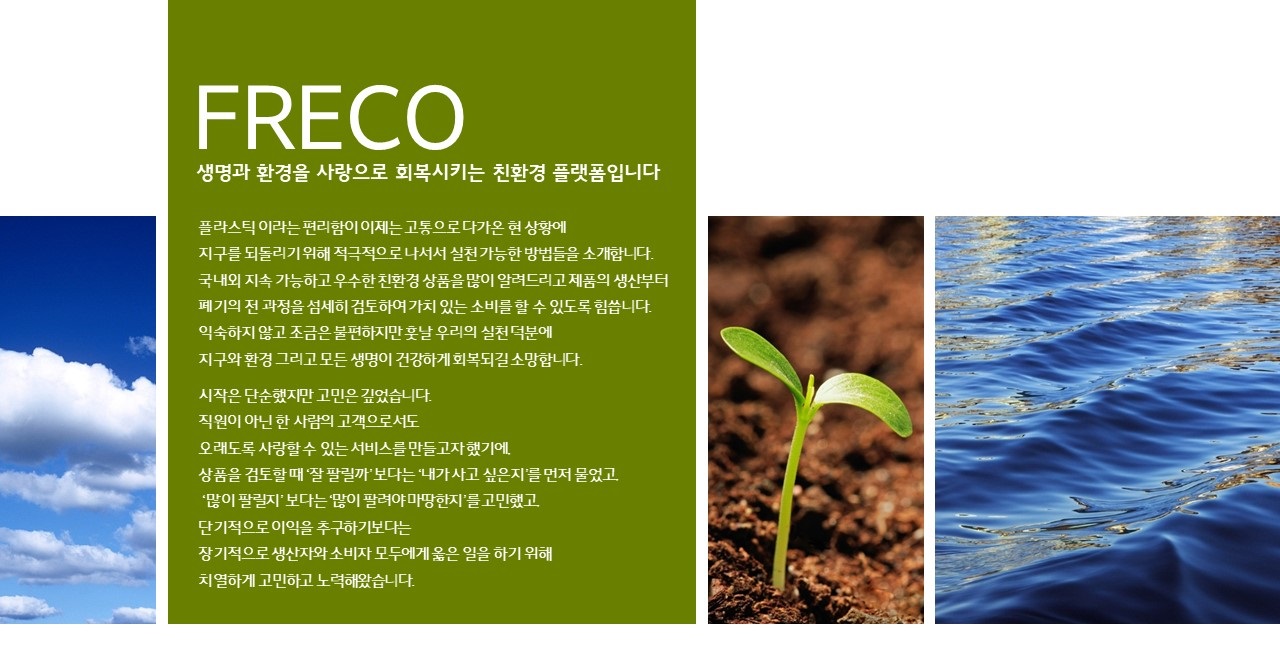 FRECO
생명과 환경을 사랑으로 회복시키는 친환경 플랫폼입니다
플라스틱 이라는 편리함이 이제는 고통으로 다가온 현 상황에
지구를 되돌리기 위해 적극적으로 나서서 실천 가능한 방법들을 소개합니다.
국내외 지속 가능하고 우수한 친환경 상품을 많이 알려드리고 제품의 생산부터
폐기의 전 과정을 섬세히 검토하여 가치 있는 소비를 할 수 있도록 힘씁니다.
익숙하지 않고 조금은 불편하지만 훗날 우리의 실천 덕분에
지구와 환경 그리고 모든 생명이 건강하게 회복되길 소망합니다.
시작은 단순했지만 고민은 깊었습니다.
직원이 아닌 한 사람의 고객으로서도
오래도록 사랑할 수 있는 서비스를 만들고자 했기에.
상품을 검토할 때 '잘 팔릴까' 보다는 '내가 사고 싶은지'를 먼저 물었고.
'많이 팔릴지' 보다는 '많이 팔려야 마땅한지'를 고민했고.
단기적으로 이익을 추구하기보다는
장기적으로 생산자와 소비자 모두에게 옳은 일을 하기 위해
치열하게 고민하고 노력해왔습니다.